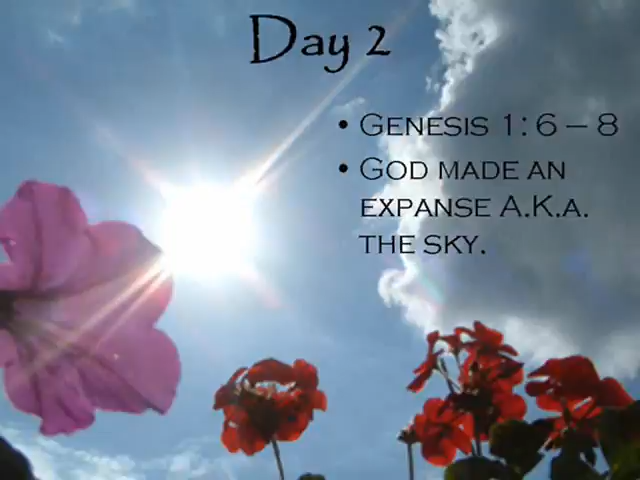 Day 2
• Genesis 1:6 – 8
• God made an
expanse A.K.a.
the sky.